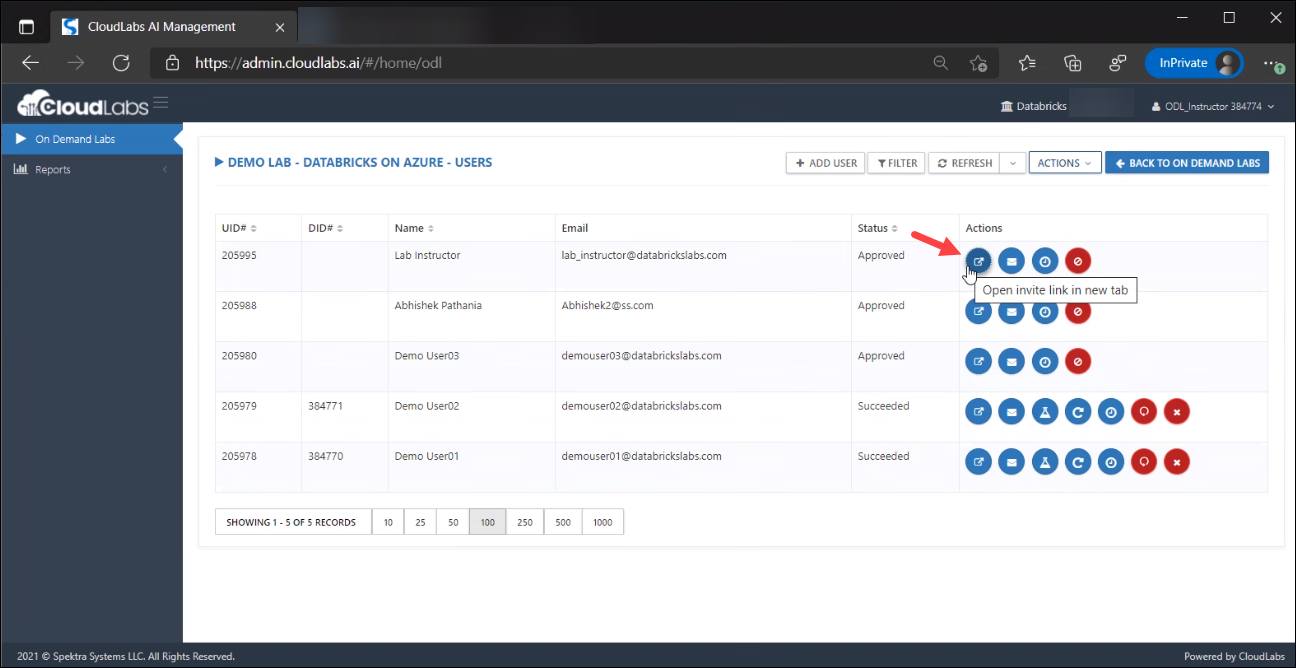 CloudLabs AI Management
https://admin.cloudlabs.ai/#/home/odl
InPrivate
CloudLabs
Databricks
ODL_Instructor 384774
On Demand Labs
Reports
DEMO LAB - DATABRICKS ON AZURE - USERS
ADD USER
FILTER
REFRESH
ACTIONS
BACK TO ON DEMAND LABS
UID# DID# Name Email Status Actions
205995 Lab Instructor lab_instructor@databrickslabs.com Approved
Open invite link in new tab
205988 Abhishek Pathania Abhishek2@ss.com Approved
205980 Demo User03 demouser03@databrickslabs.com Approved
205979 384771 Demo User02 demouser02@databrickslabs.com Succeeded
205978 384770 Demo User01 demouser01@databrickslabs.com Succeeded
SHOWING 1 - 5 OF 5 RECORDS 10 25 50 100 250 500 1000
2021 © Spektra Systems LLC. All Rights Reserved.
Powered by CloudLabs